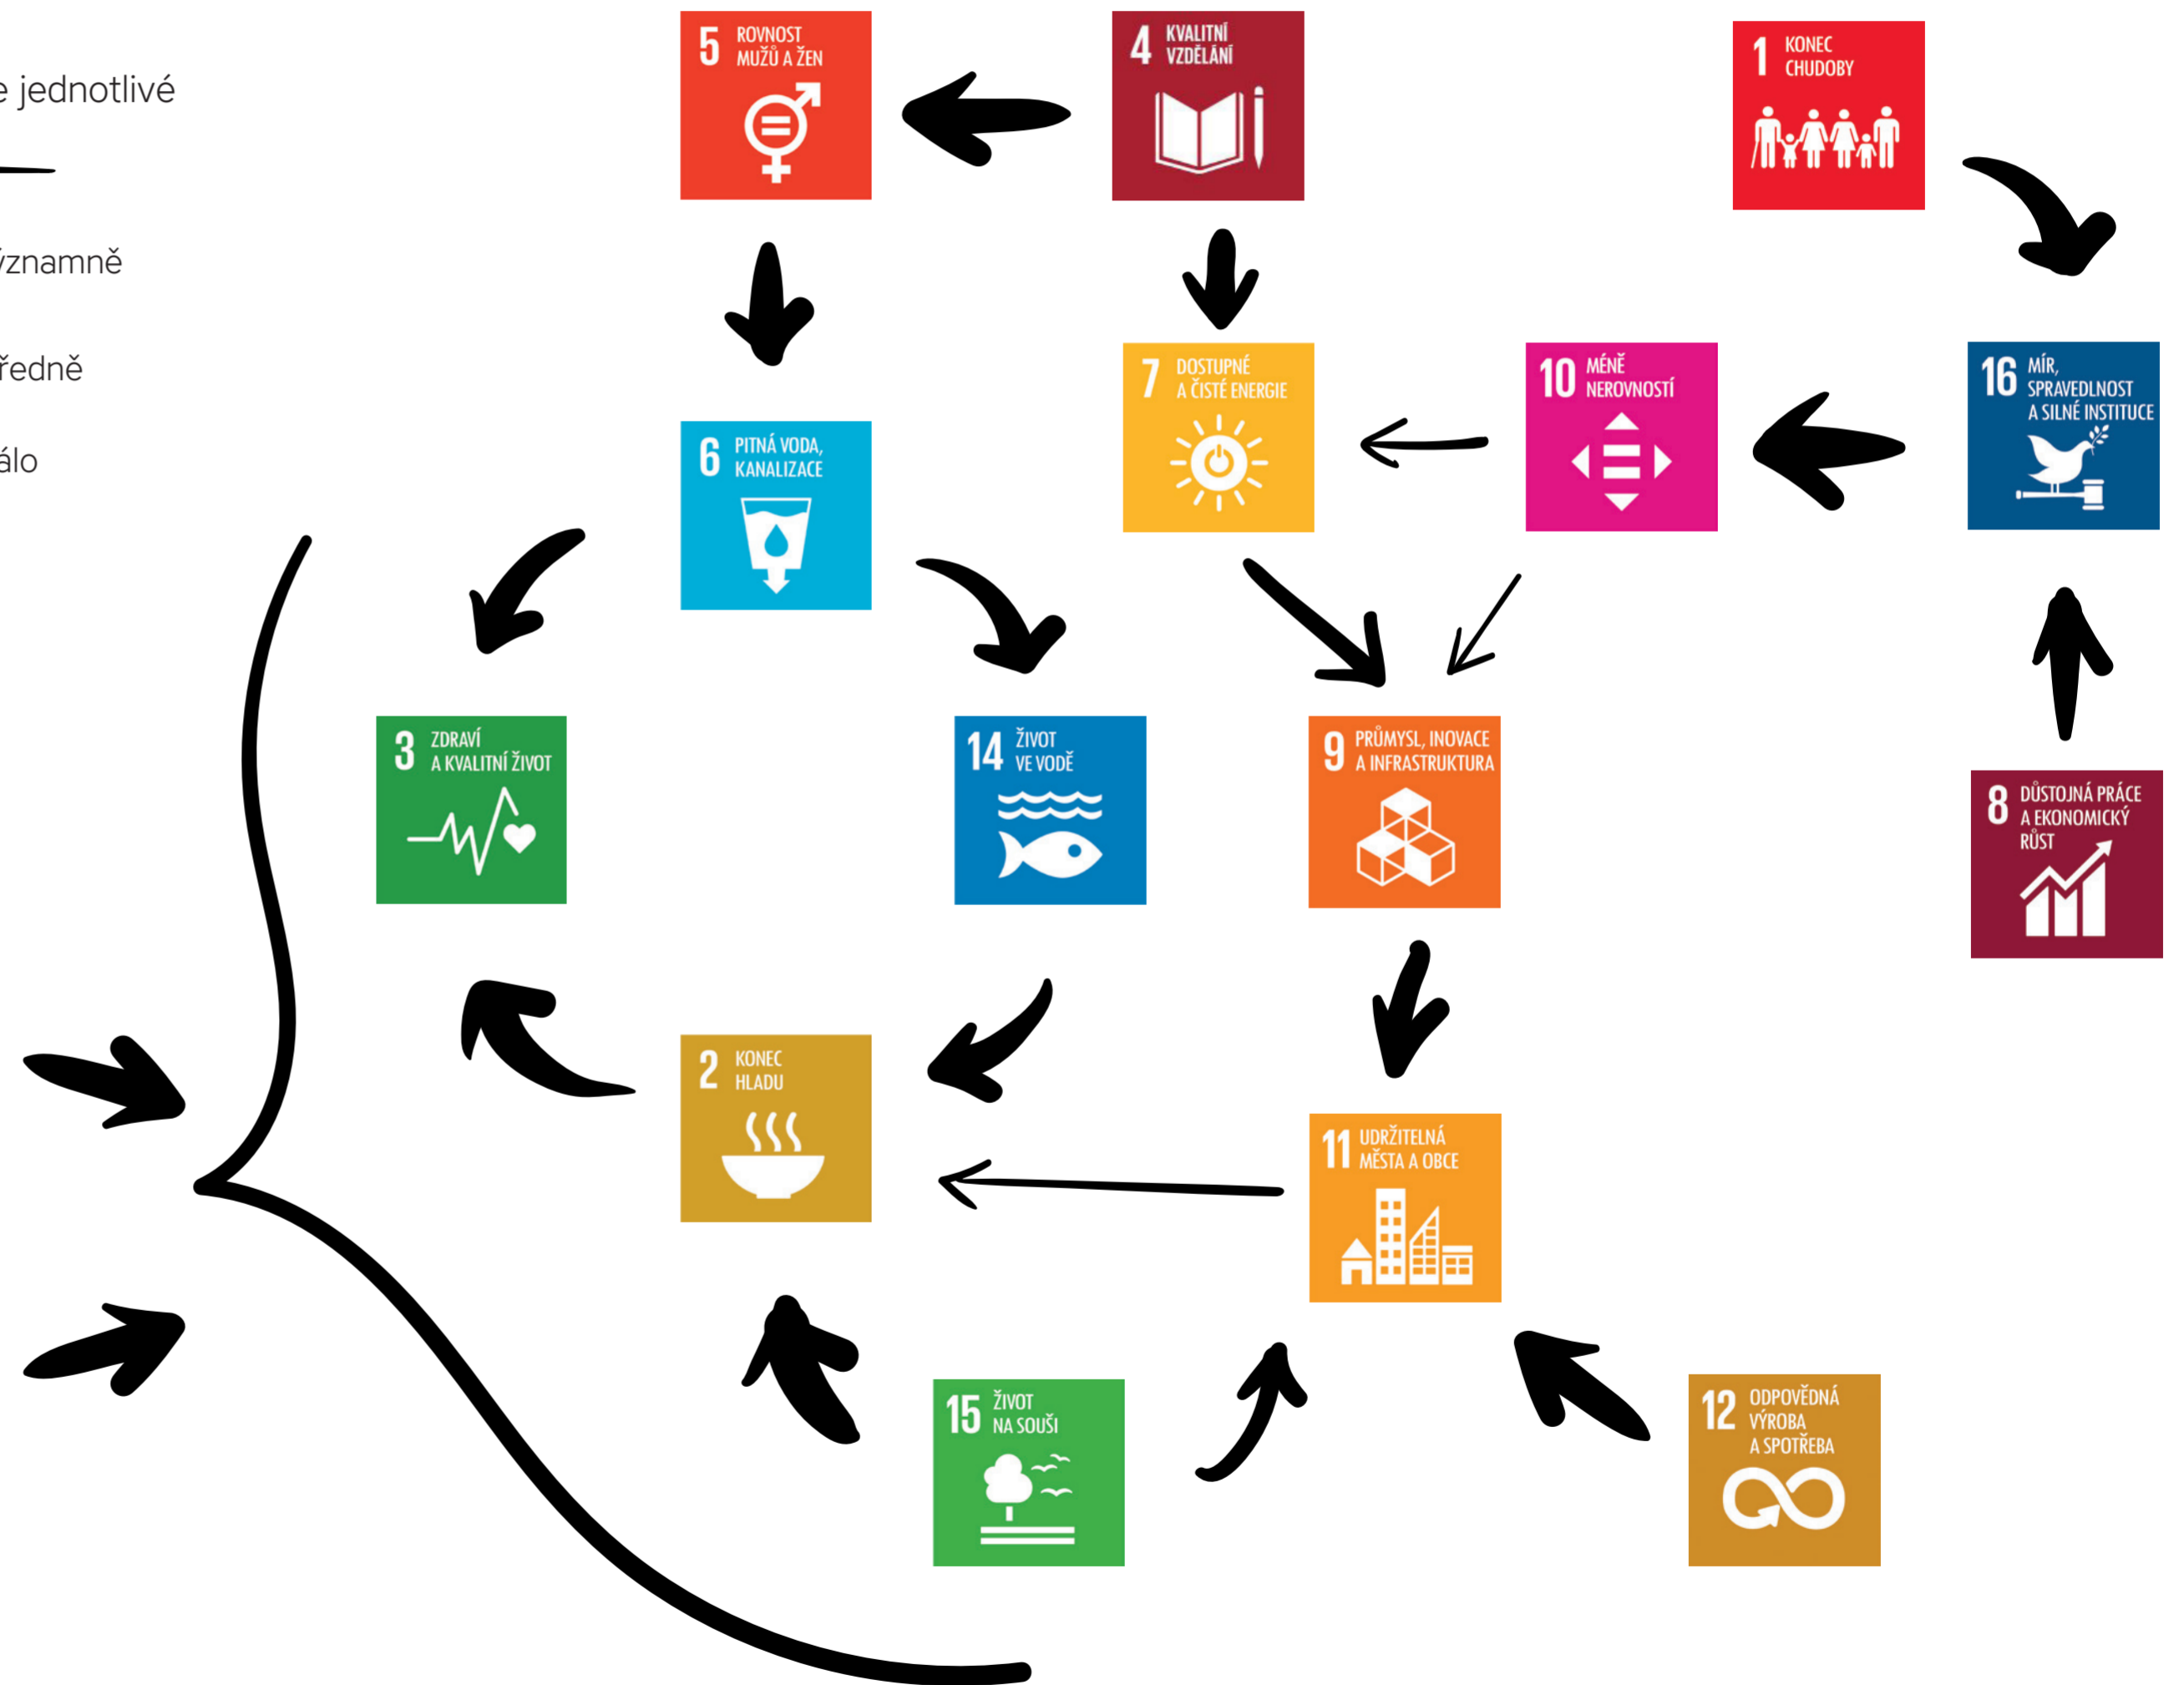 jednotlivé
5 ROVNOST
MUŽŮ A ŽEN
4 KVALITNÍ
VZDĚLÁNÍ
1 KONEC
CHUDOBY
7 DOSTUPNÉ
A ČISTÉ ENERGIE
10 MÉNĚ
NEROVNOSTÍ
16 MÍR,
SPRAVEDLNOST
A SILNÉ INSTITUCE
6 PITNÁ VODA,
KANALIZACE
3 ZDRAVÍ
A KVALITNÍ ŽIVOT
14 ŽIVOT
VE VODĚ
9 PRŮMYSL, INOVACE
A INFRASTRUKTURA
8 DŮSTOJNÁ PRÁCE
A EKONOMICKÝ
RŮST
2 KONEC
HLADU
11 UDRŽITELNÁ
MĚSTA A OBCE
15 ŽIVOT
NA SOUŠI
12 ODPOVĚDNÁ
VÝROBA
A SPOTŘEBA